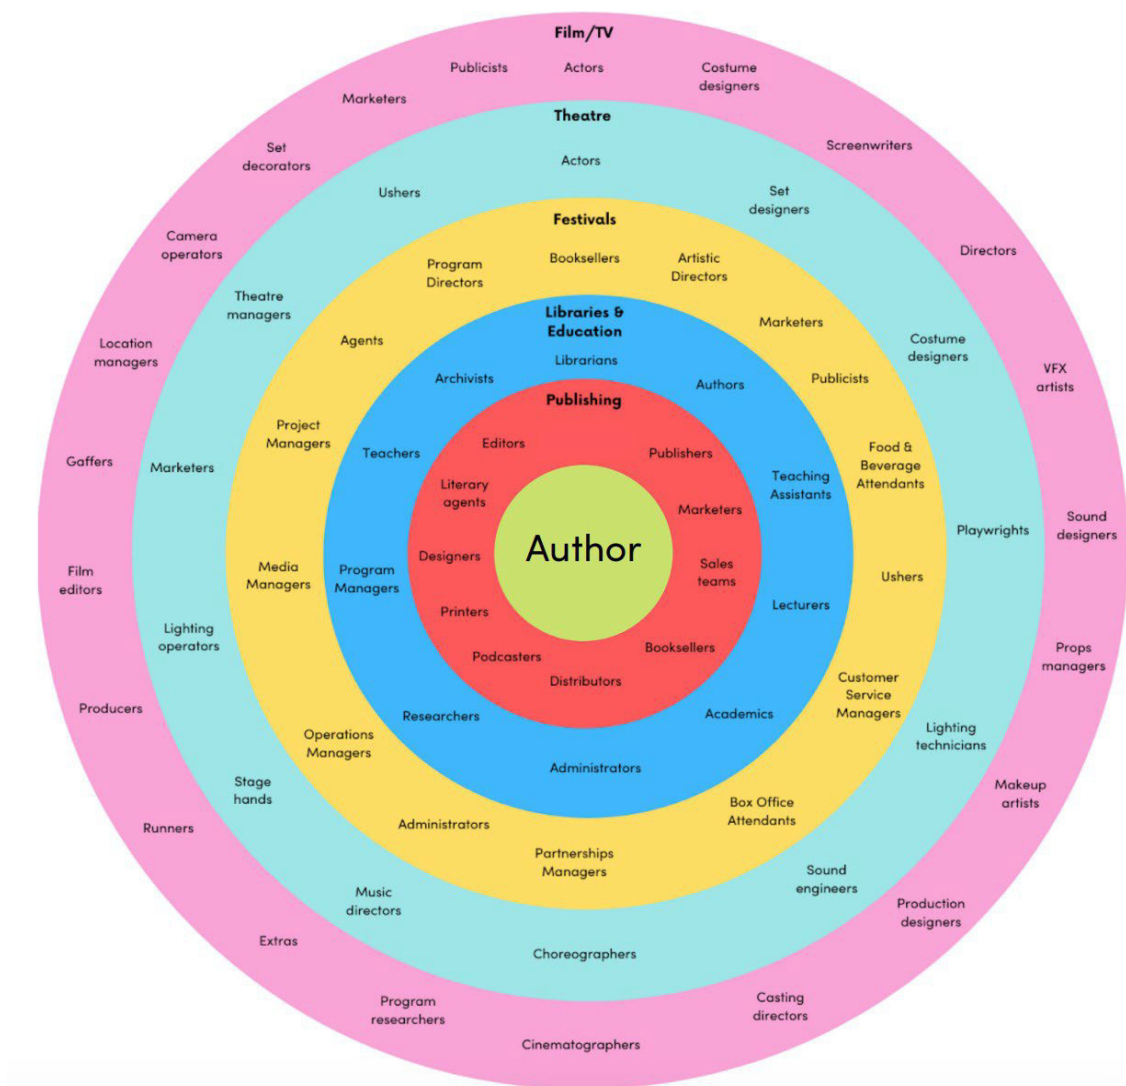 Film/TV
Publicists
Actors
Costume
designers
Marketers
Screenwriters
Set
decorators
Directors
Camera
operators
Location
managers
VFX
artists
Gaffers
Sound
designers
Film
editors
Props
managers
Producers
Makeup
artists
Runners
Production
designers
Extras
Casting
directors
Program
researchers
Cinematographers
Theatre
Actors
Ushers
Set
designers
Theatre
managers
Costume
designers
Marketers
Playwrights
Lighting
operators
Lighting
technicians
Stage
hands
Sound
engineers
Music
directors
Choreographers
Festivals
Booksellers
Program
Directors
Artistic
Directors
Agents
Marketers
Publicists
Project
Managers
Food &
Beverage
Attendants
Media
Managers
Ushers
Operations
Managers
Customer
Service
Managers
Administrators
Box Office
Attendants
Partnerships
Managers
Libraries &
Education
Librarians
Archivists
Authors
Teachers
Teaching
Assistants
Program
Managers
Lecturers
Researchers
Academics
Administrators
Publishing
Editors
Publishers
Literary
agents
Marketers
Designers
Sales
teams
Printers
Booksellers
Podcasters
Distributors
Author